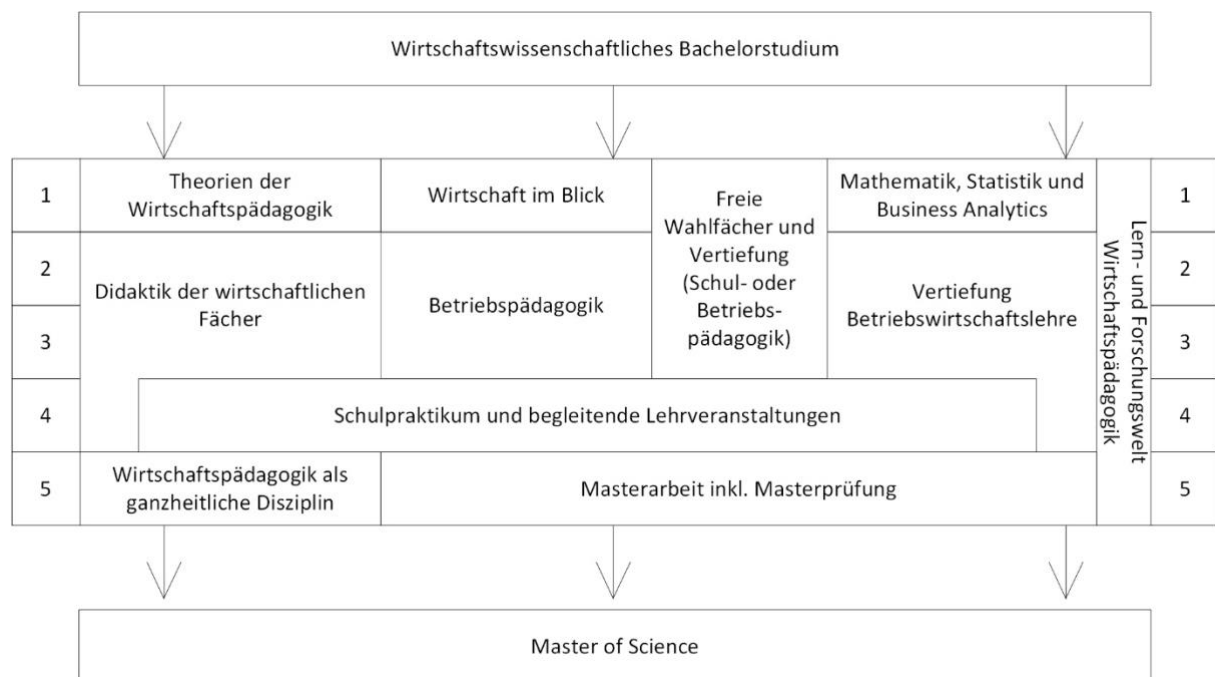 Wirtschaftswissenschaftliches Bachelorstudium
1
Theorien der
Wirtschaftspädagogik
Wirtschaft im Blick
Freie
Wahlfächer und
Vertiefung
(Schul- oder
Betriebs-
pädagogik)
Mathematik, Statistik und
Business Analytics
Lern- und Forschungswelt
Wirtschaftspädagogik
1
2
Didaktik der wirtschaftlichen
Fächer
Betriebspädagogik
Vertiefung
Betriebswirtschaftslehre
2
3
3
4
Schulpraktikum und begleitende Lehrveranstaltungen
4
5
Wirtschaftspädagogik als
ganzheitliche Disziplin
Masterarbeit inkl. Masterprüfung
5
Master of Science